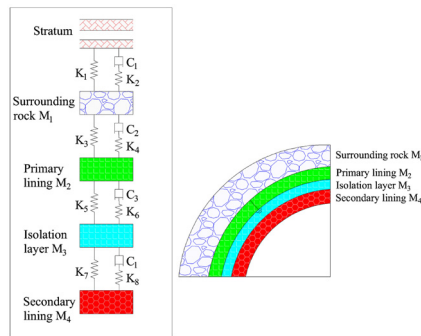 Stratum
C1
K1
K2
Surrounding
rock M1
C2
K3
K4
Primary
lining M2
C3
K5
K6
Isolation
layer M3
C1
K7
K8
Secondary
lining M4
Surrounding rock M
Primary lining M2
Isolation layer M3
Secondary lining M4